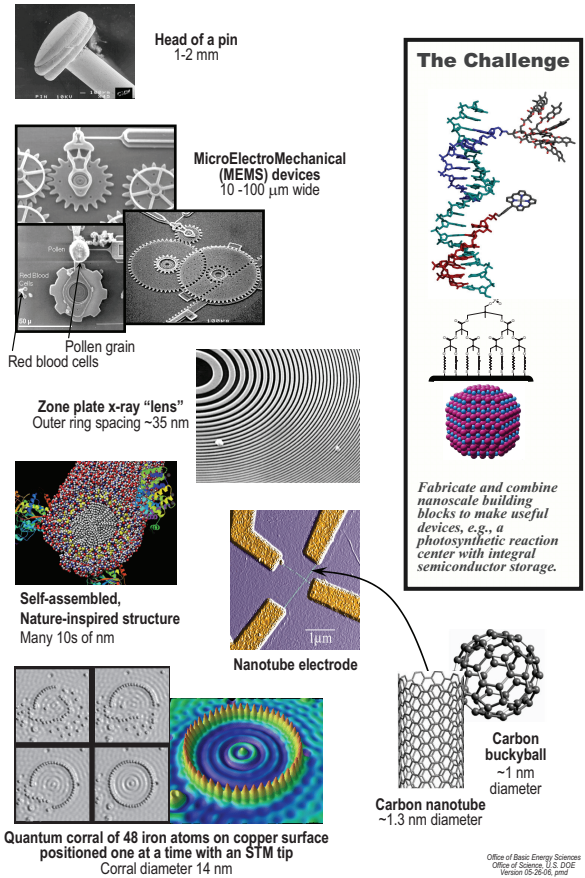 Head of a pin
1-2 mm
MicroElectroMechanical
(MEMS) devices
10 -100 μm wide
Pollen
Red Blood
Cells
Pollen grain
Red blood cells
Zone plate x-ray “lens”
Outer ring spacing ~35 nm
Self-assembled,
Nature-inspired structure
Many 10s of nm
1μm
Nanotube electrode
Quantum corral of 48 iron atoms on copper surface
positioned one at a time with an STM tip
Corral diameter 14 nm
Carbon nanotube
~1.3 nm diameter
Carbon
buckyball
~1 nm
diameter
The Challenge
Fabricate and combine
nanoscale building
blocks to make useful
devices, e.g., a
photosynthetic reaction
center with integral
semiconductor storage.
Office of Basic Energy Sciences
Office of Science, U.S. DOE
Version 05-26-06, pmd